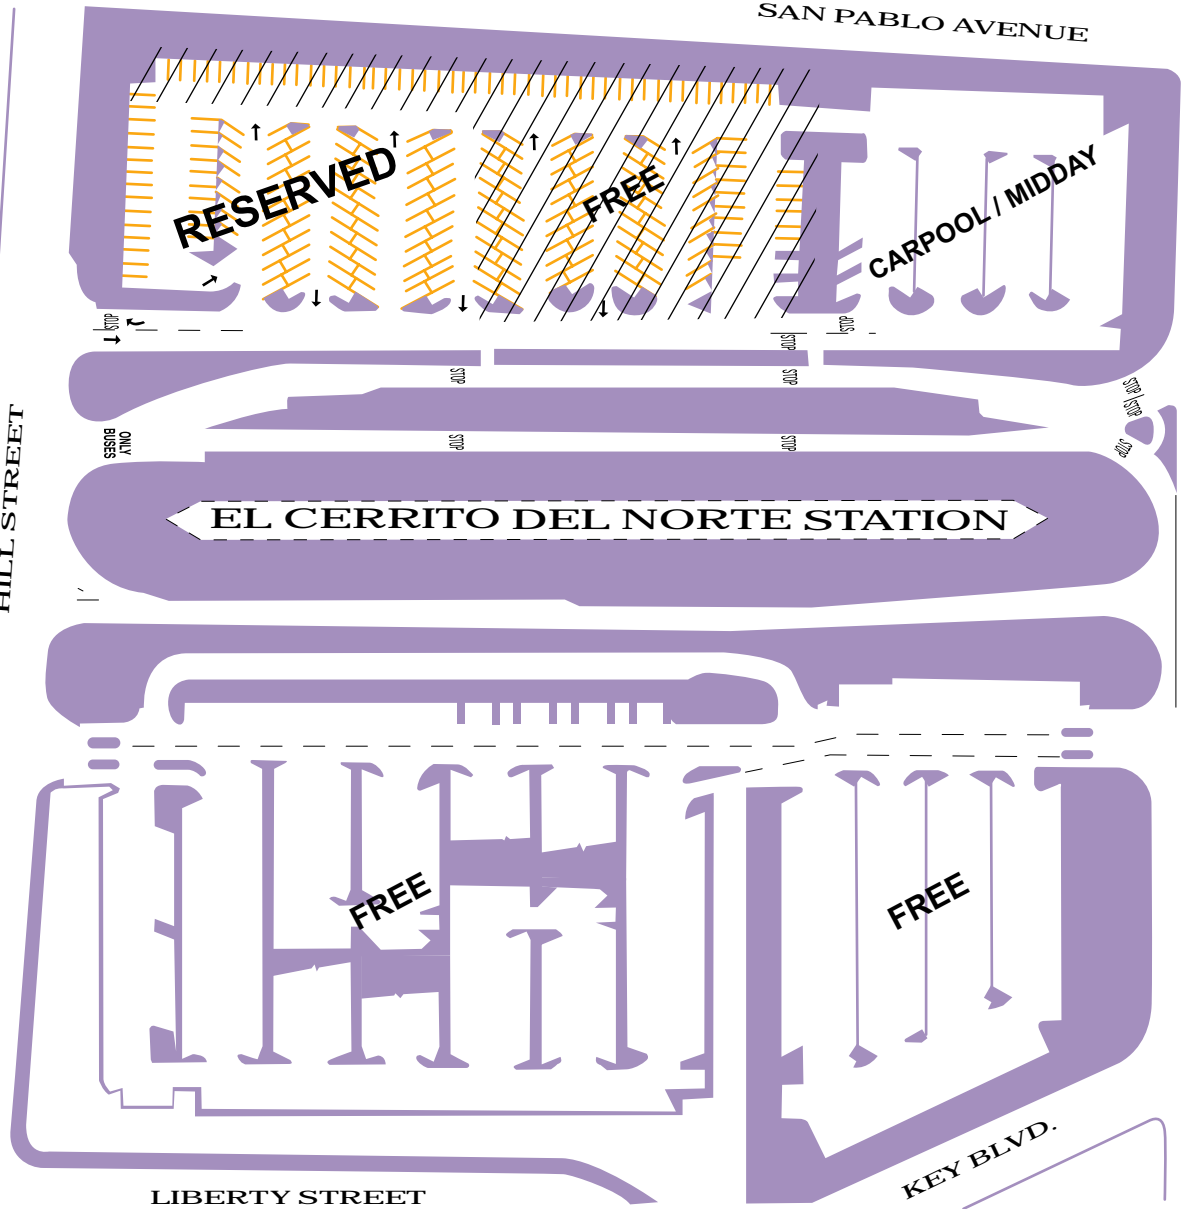 SAN PABLO AVENUE
RESERVED
FREE
CARPOOL / MIDDAY
STOP
STOP
STOP
STOP
STOP
STOP
STOP
STOP
HILL STREET
ONLY
BUSES
STOP
STOP
EL CERRITO DEL NORTE STATION
FREE
FREE
KEY BLVD.
LIBERTY STREET